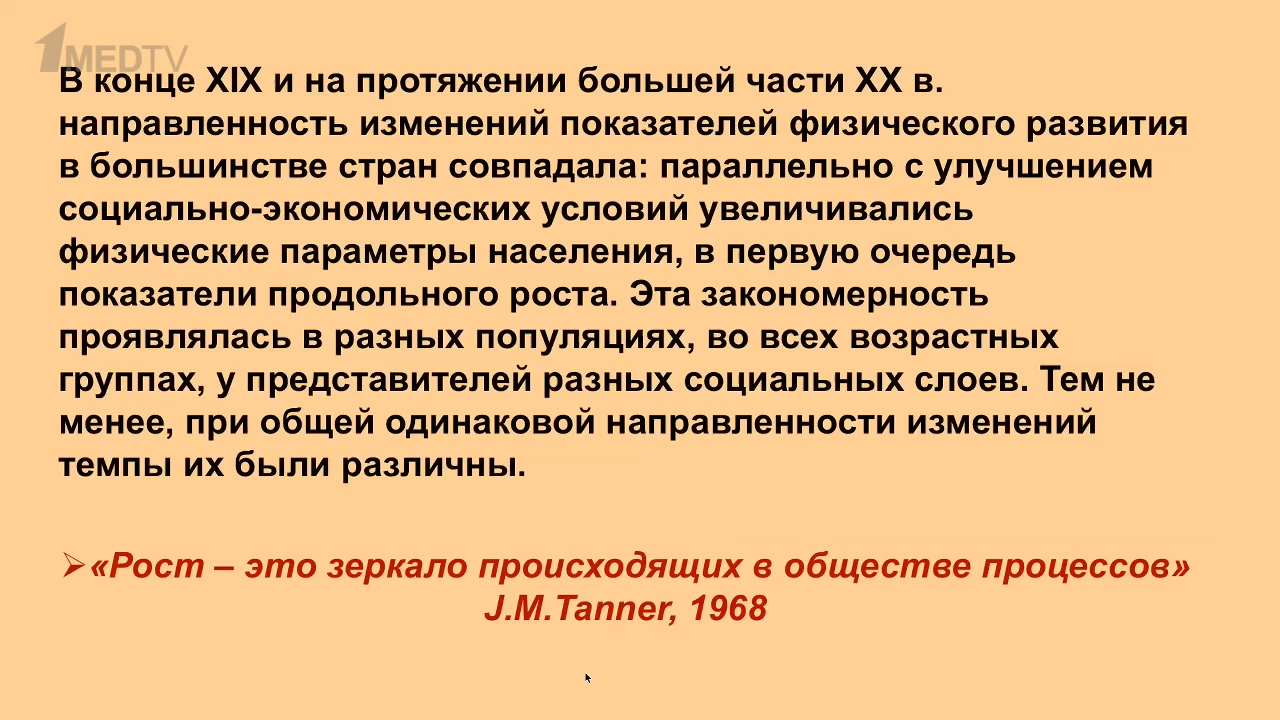 1MEDTV
В конце XIX и на протяжении большей части XX в.
направленность изменений показателей физического развития
в большинстве стран совпадала: параллельно с улучшением
социально-экономических условий увеличивались
физические параметры населения, в первую очередь
показатели продольного роста. Эта закономерность
проявлялась в разных популяциях, во всех возрастных
группах, у представителей разных социальных слоев. Тем не
менее, при общей одинаковой направленности изменений
темпы их были различны.
«Рост – это зеркало происходящих в обществе процессов»
J.M.Tanner, 1968